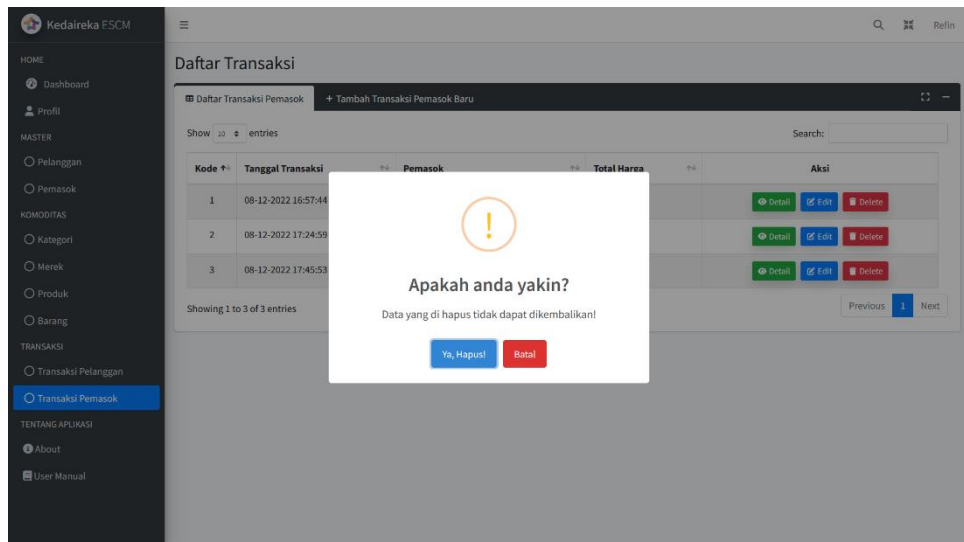 Kedaireka ESCM
Refin
HOME
Dashboard
Profil
MASTER
Pelanggan
Pemasok
KOMODITAS
Kategori
Merek
Produk
Barang
TRANSAKSI
Transaksi Pelanggan
Transaksi Pemasok
TENTANG APLIKASI
About
User Manual
Daftar Transaksi
Daftar Transaksi Pemasok + Tambah Transaksi Pemasok Baru
Show 10 entries Search:
Kode Tanggal Transaksi Pemasok Total Harga Aksi
1 08-12-2022 16:57:44 Detail Edit Delete
2 08-12-2022 17:24:59 Detail Edit Delete
3 08-12-2022 17:45:53 Detail Edit Delete
Showing 1 to 3 of 3 entries Previous 1 Next
!
Apakah anda yakin?
Data yang di hapus tidak dapat dikembalikan!
Ya, Hapus! Batal